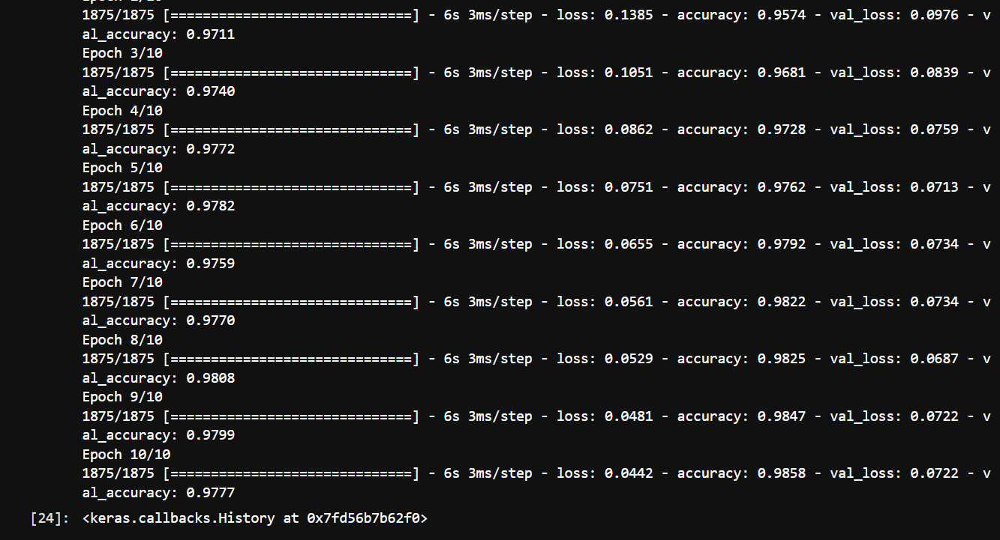 1875/1875 [==============================] - 6s 3ms/step - loss: 0.1385 - accuracy: 0.9574 - val_loss: 0.0976 - v
al_accuracy: 0.9711
Epoch 3/10
1875/1875 [==============================] - 6s 3ms/step - loss: 0.1051 - accuracy: 0.9681 - val_loss: 0.0839 - v
al_accuracy: 0.9740
Epoch 4/10
1875/1875 [==============================] - 6s 3ms/step - loss: 0.0862 - accuracy: 0.9728 - val_loss: 0.0759 - v
al_accuracy: 0.9772
Epoch 5/10
1875/1875 [==============================] - 6s 3ms/step - loss: 0.0751 - accuracy: 0.9762 - val_loss: 0.0713 - v
al_accuracy: 0.9782
Epoch 6/10
1875/1875 [==============================] - 6s 3ms/step - loss: 0.0655 - accuracy: 0.9792 - val_loss: 0.0734 - v
al_accuracy: 0.9759
Epoch 7/10
1875/1875 [==============================] - 6s 3ms/step - loss: 0.0561 - accuracy: 0.9822 - val_loss: 0.0734 - v
al_accuracy: 0.9770
Epoch 8/10
1875/1875 [==============================] - 6s 3ms/step - loss: 0.0529 - accuracy: 0.9825 - val_loss: 0.0687 - v
al_accuracy: 0.9808
Epoch 9/10
1875/1875 [==============================] - 6s 3ms/step - loss: 0.0481 - accuracy: 0.9847 - val_loss: 0.0722 - v
al_accuracy: 0.9799
Epoch 10/10
1875/1875 [==============================] - 6s 3ms/step - loss: 0.0442 - accuracy: 0.9858 - val_loss: 0.0722 - v
al_accuracy: 0.9777
[24]: <keras.callbacks.History at 0x7fd56b7b62f0>